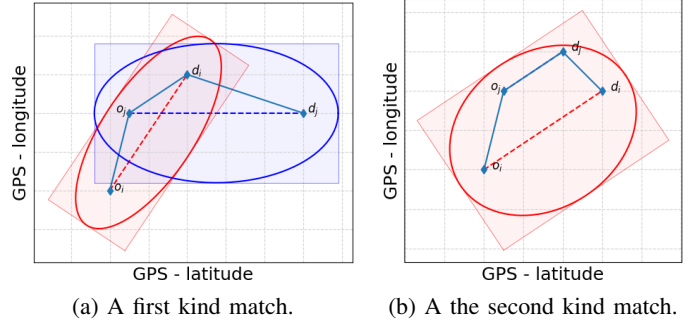 GPS - longitude
d_i
o_j
d_j
o_i
GPS - latitude
(a) A first kind match.
GPS - longitude
d_j
o_j
d_i
o_i
GPS - latitude
(b) A the second kind match.